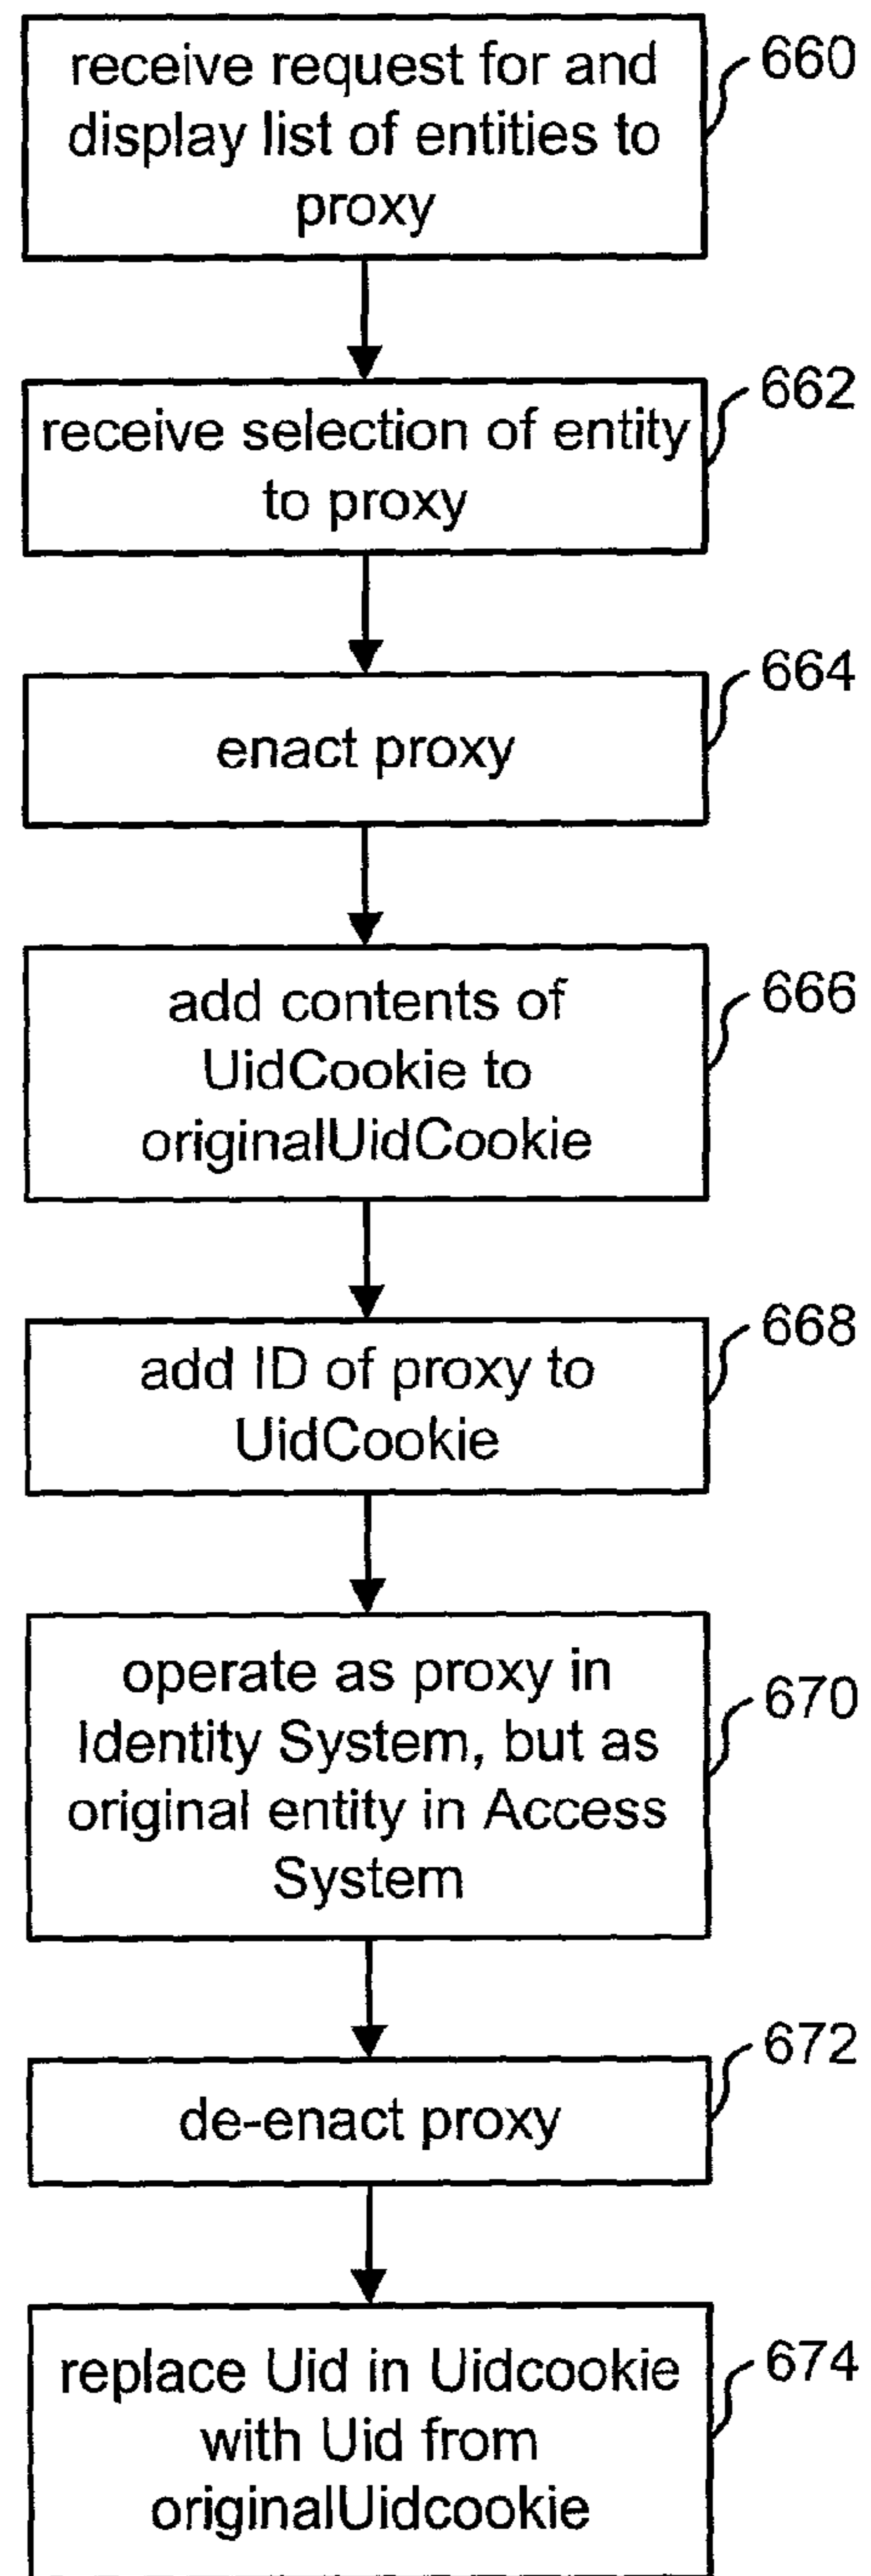 receive request for and
display list of entities to
proxy
660
receive selection of entity
to proxy
662
enact proxy
664
add contents of
UidCookie to
originalUidCookie
666
add ID of proxy to
UidCookie
668
operate as proxy in
Identity System, but as
original entity in Access
System
670
de-enact proxy
672
replace Uid in Uidcookie
with Uid from
originalUidcookie
674